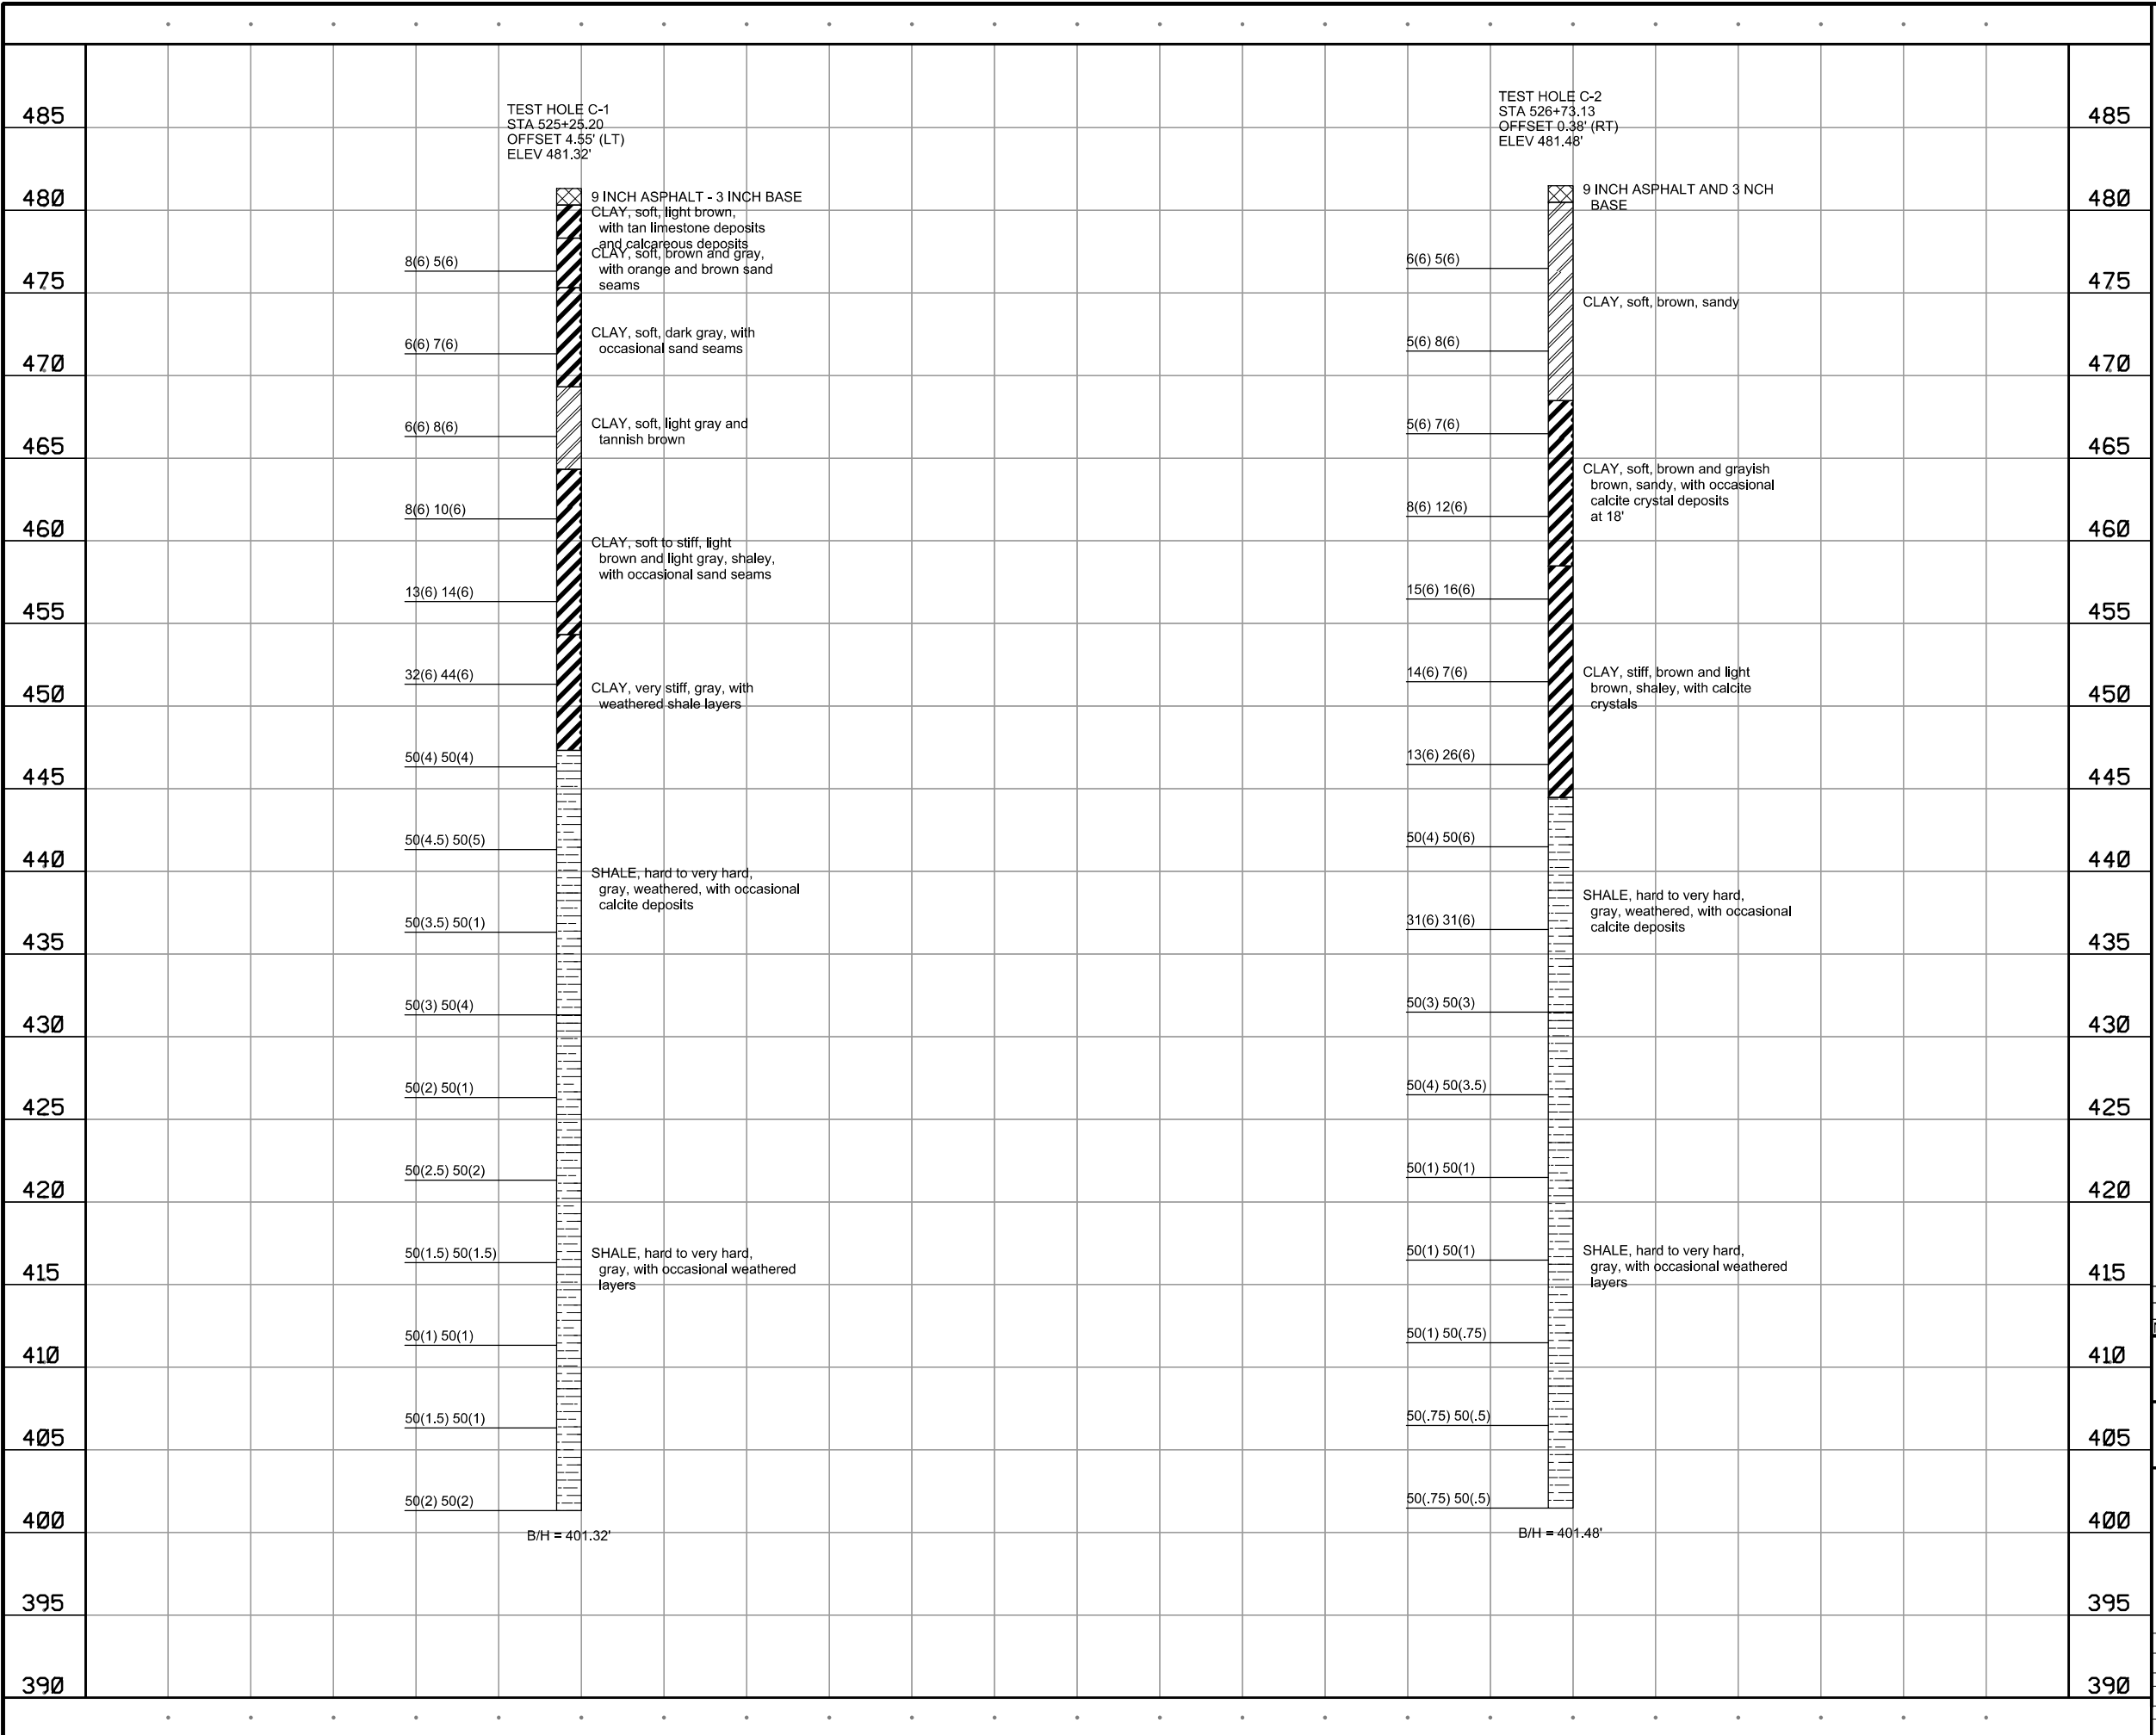 TEST HOLE C-1
STA 525+25.20
OFFSET 4.55' (LT)
ELEV 481.32'
9 INCH ASPHALT - 3 INCH BASE
CLAY, soft, light brown,
with tan limestone deposits
and calcareous deposits
CLAY, soft, brown and gray,
with orange and brown sand
seams
CLAY, soft, dark gray, with
occasional sand seams
CLAY, soft, light gray and
tannish brown
CLAY, soft to stiff, light
brown and light gray, shaley,
with occasional sand seams
CLAY, very stiff, gray, with
weathered shale layers
SHALE, hard to very hard,
gray, weathered, with occasional
calcite deposits
SHALE, hard to very hard,
gray, with occasional weathered
layers
8(6) 5(6)
6(6) 7(6)
6(6) 8(6)
8(6) 10(6)
13(6) 14(6)
32(6) 44(6)
50(4) 50(4)
50(4.5) 50(5)
50(3.5) 50(1)
50(3) 50(4)
50(2) 50(1)
50(2.5) 50(2)
50(1.5) 50(1.5)
50(1) 50(1)
50(1.5) 50(1)
50(2) 50(2)
B/H = 401.32'
TEST HOLE C-2
STA 526+73.13
OFFSET 0.38' (RT)
ELEV 481.48'
9 INCH ASPHALT AND 3 NCH
BASE
CLAY, soft, brown, sandy
CLAY, soft, brown and grayish
brown, sandy, with occasional
calcite crystal deposits
at 18'
CLAY, stiff, brown and light
brown, shaley, with calcite
crystals
SHALE, hard to very hard,
gray, weathered, with occasional
calcite deposits
SHALE, hard to very hard,
gray, with occasional weathered
layers
6(6) 5(6)
5(6) 8(6)
5(6) 7(6)
8(6) 12(6)
15(6) 16(6)
14(6) 7(6)
13(6) 26(6)
50(4) 50(6)
31(6) 31(6)
50(3) 50(3)
50(4) 50(3.5)
50(1) 50(1)
50(1) 50(1)
50(1) 50(.75)
50(.75) 50(.5)
50(.75) 50(.5)
B/H = 401.48'
485
480
475
470
465
460
455
450
445
440
435
430
425
420
415
410
405
400
395
390
485
480
475
470
465
460
455
450
445
440
435
430
425
420
415
410
405
400
395
390